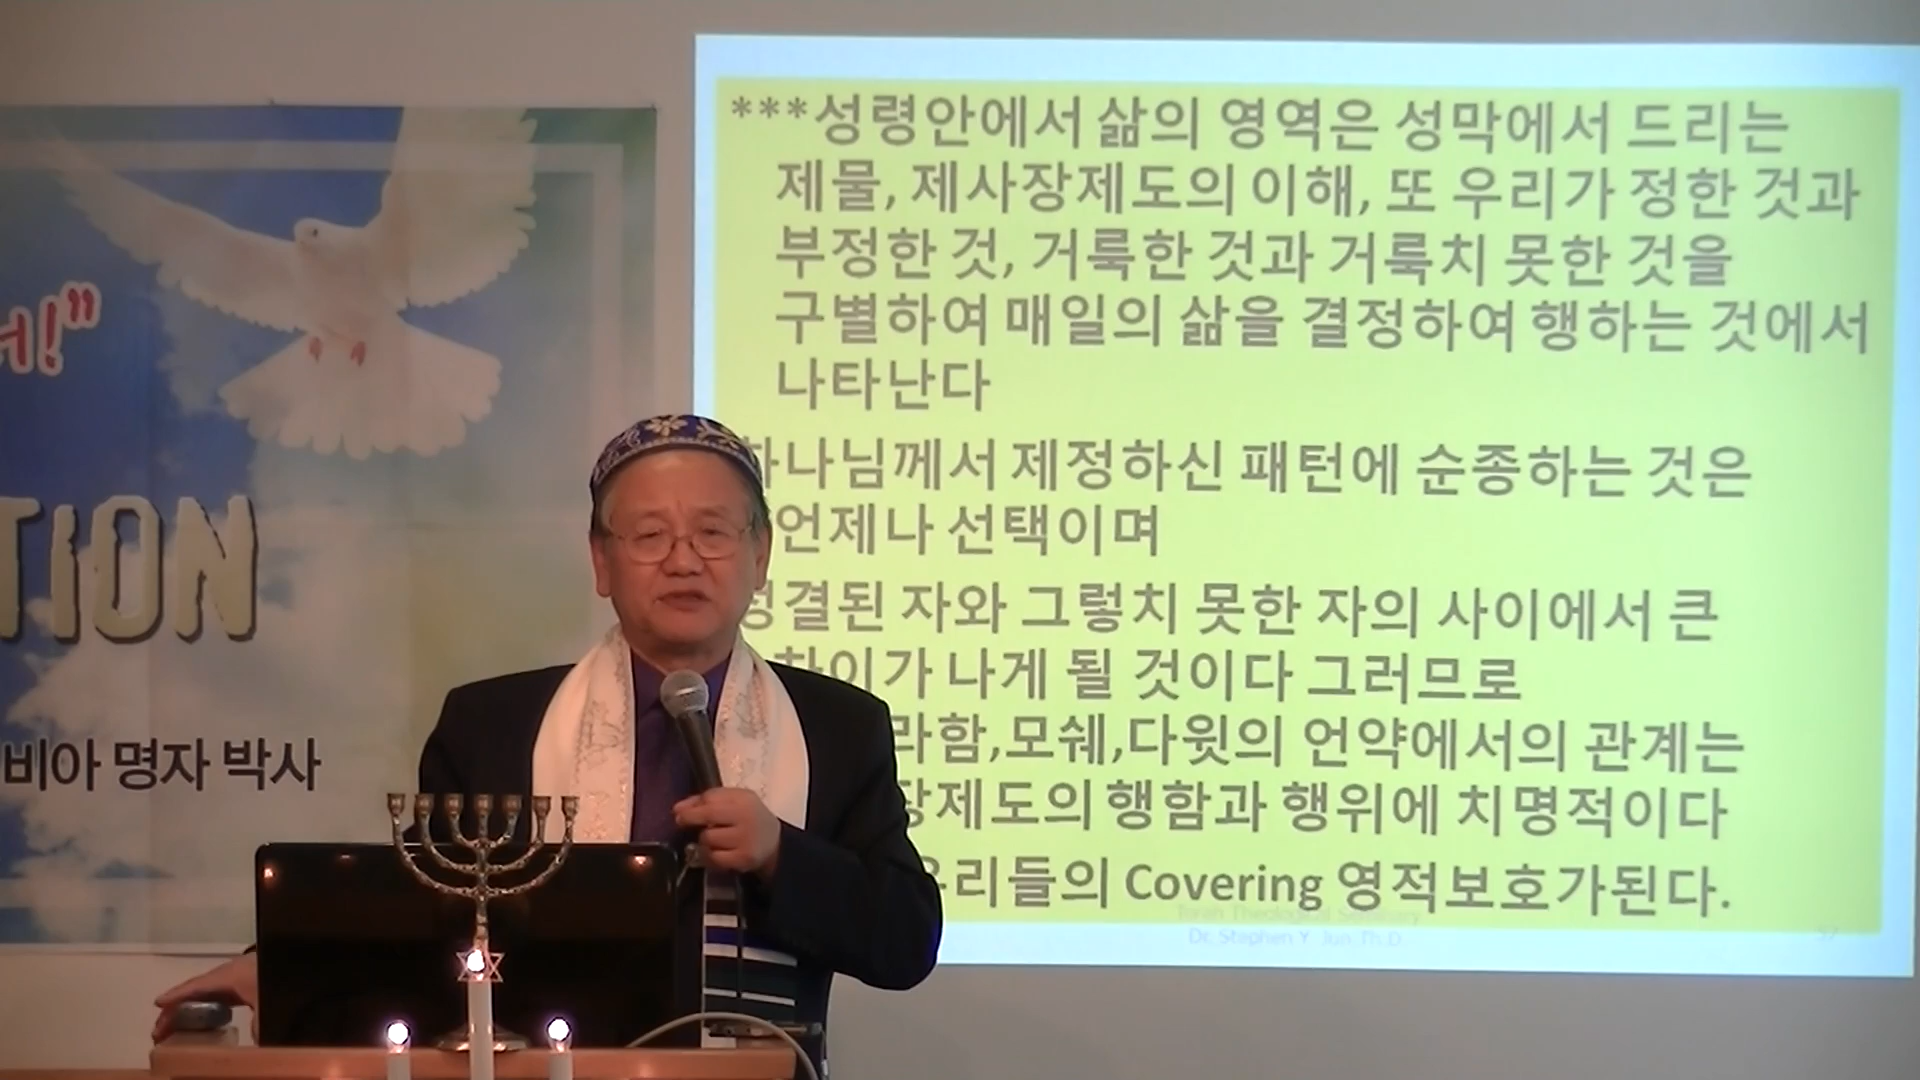 ***성령안에서 삶의 영역은 성막에서 드리는
제물, 제사장제도의 이해, 또 우리가 정한 것과
부정한 것, 거룩한 것과 거룩치 못한 것을
구별하여 매일의 삶을 결정하여 행하는 것에서
나타난다
하나님께서 제정하신 패턴에 순종하는 것은
언제나 선택이며
정결된 자와 그렇치 못한 자의 사이에서 큰
차이가 나게 될 것이다 그러므로
라함,모쉐,다윗의 언약에서의 관계는
장제도의 행함과 행위에 치명적이다
우리들의 Covering 영적보호가된다.
Torah Theological Seminary
Dr. Stephen Y. Jun Th.D.
어!"
TION
비아 명자 박사